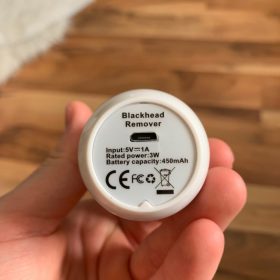 Blackhead
Remover
Input:5V⎓1A
Rated power:3W
Battery capacity:450mAh
CE FC